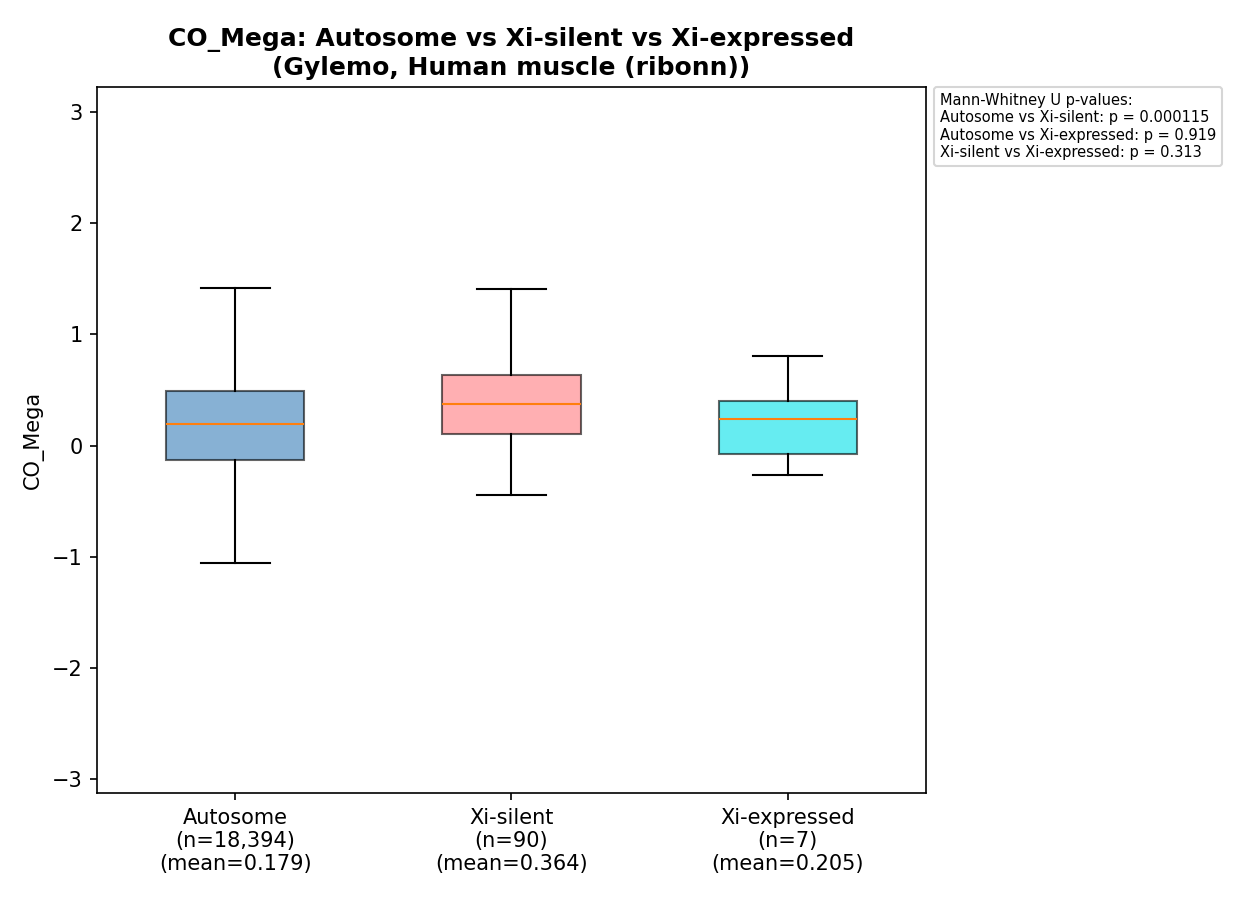 CO_Mega: Autosome vs Xi-silent vs Xi-expressed
(Gylemo, Human muscle (ribonn))
Mann-Whitney U p-values:
Autosome vs Xi-silent: p = 0.000115
Autosome vs Xi-expressed: p = 0.919
Xi-silent vs Xi-expressed: p = 0.313
CO_Mega
3
2
1
0
−1
−2
−3
Autosome
(n=18,394)
(mean=0.179)
Xi-silent
(n=90)
(mean=0.364)
Xi-expressed
(n=7)
(mean=0.205)